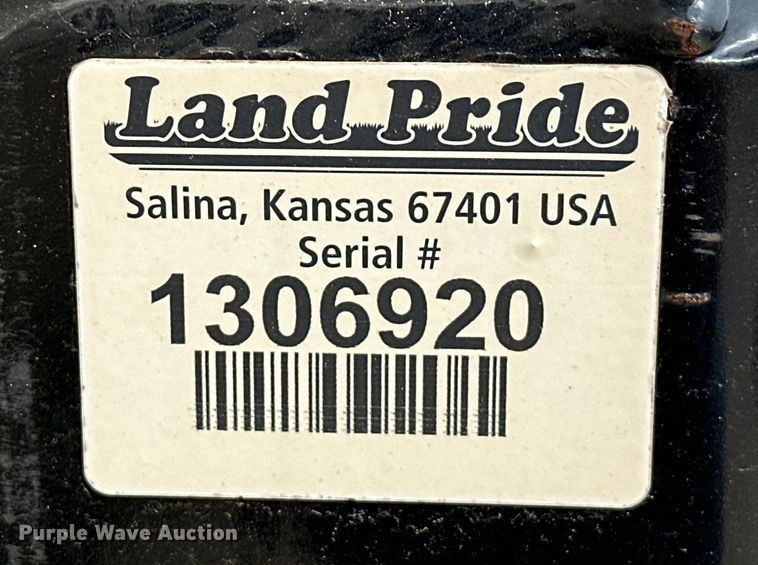 Land Pride
Salina, Kansas 67401 USA
Serial #
1306920
Purple Wave Auction